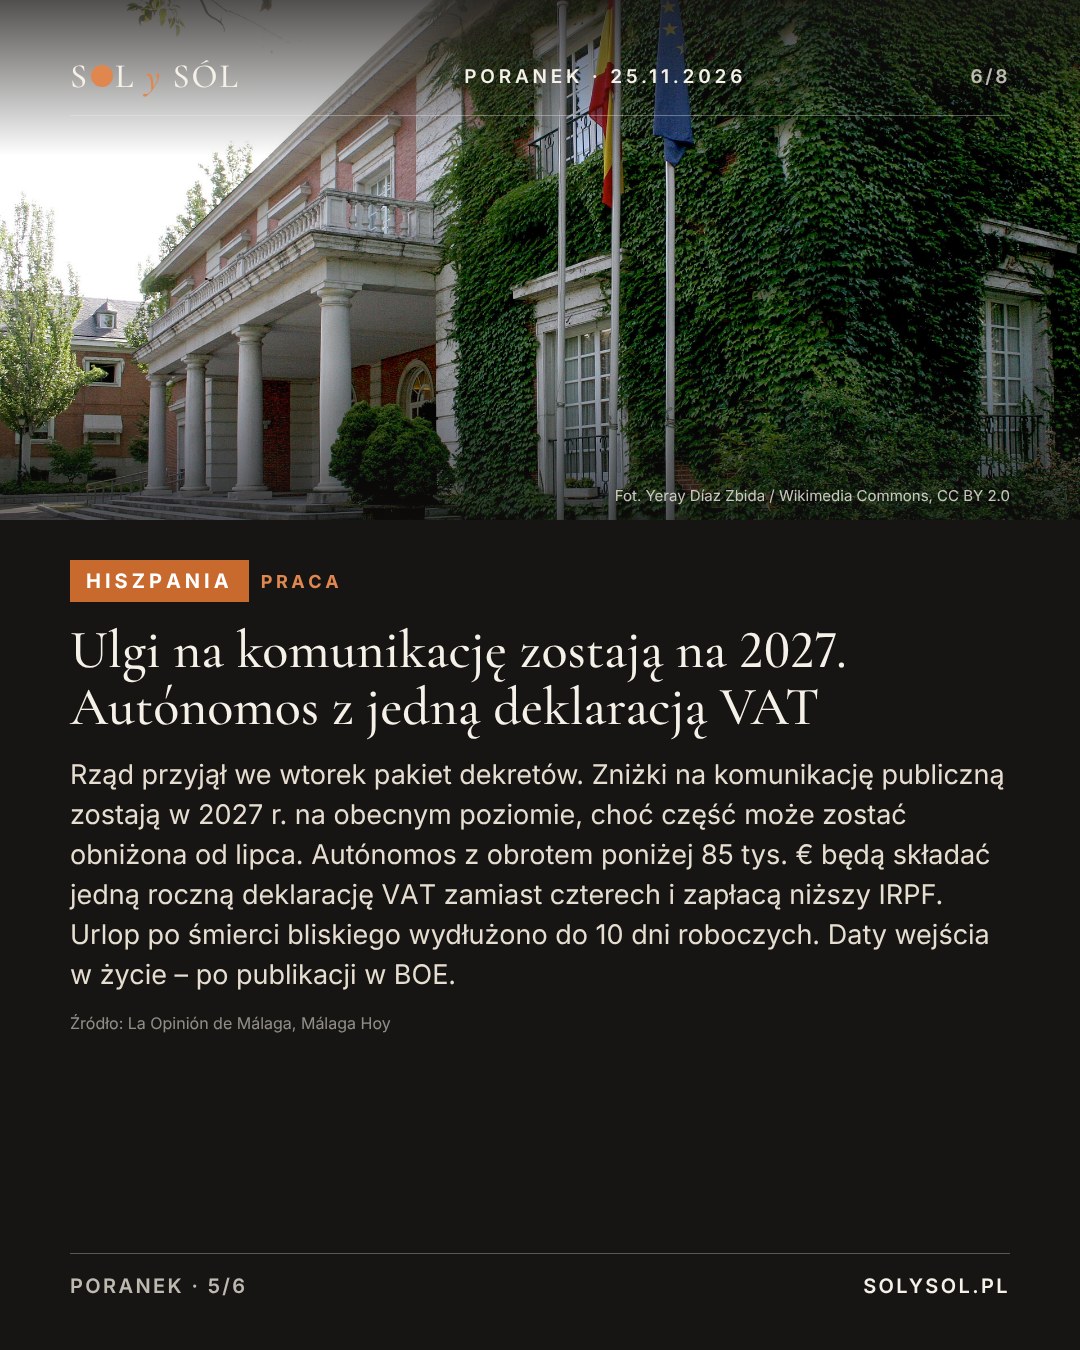 SOL y SÓL
PORANEK · 25.11.2026
6/8
Fot. Yeray Díaz Zbida / Wikimedia Commons, CC BY 2.0
HISZPANIA PRACA
Ulgi na komunikację zostają na 2027.
Autónomos z jedną deklaracją VAT
Rząd przyjął we wtorek pakiet dekretów. Zniżki na komunikację publiczną
zostają w 2027 r. na obecnym poziomie, choć część może zostać
obniżona od lipca. Autónomos z obrotem poniżej 85 tys. € będą składać
jedną roczną deklarację VAT zamiast czterech i zapłacą niższy IRPF.
Urlop po śmierci bliskiego wydłużono do 10 dni roboczych. Daty wejścia
w życie – po publikacji w BOE.
Źródło: La Opinión de Málaga, Málaga Hoy
PORANEK · 5/6
SOLYSOL.PL